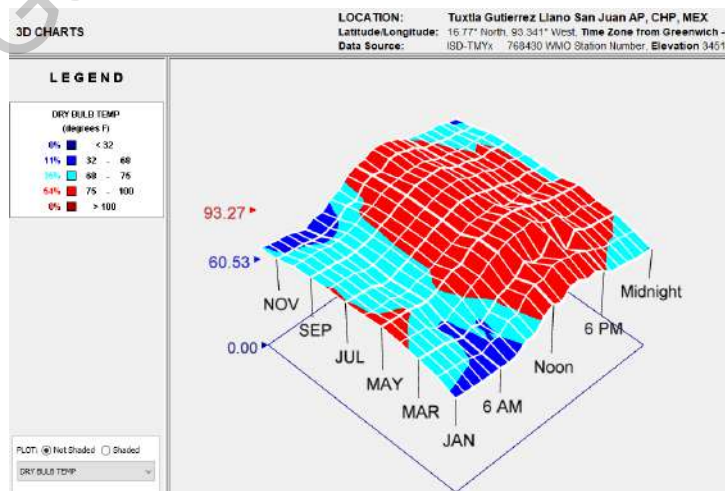 3D CHARTS
LOCATION: Tuxtla Gutierrez Llano San Juan AP, CHP, MEX
Latitude/Longitude: 16.77° North, 93.341° West, Time Zone from Greenwich -
Data Source: ISD-TMYx 768430 WMO Station Number, Elevation 3451
LEGEND
DRY BULB TEMP
(degrees F)
0% < 32
11% 32 - 68
68 - 75
54% 75 - 100
0% > 100
93.27
60.53
0.00
NOV
SEP
JUL
MAY
MAR
JAN
6 AM
Noon
6 PM
Midnight
PLOT: Not Shaded Shaded
DRY BULB TEMP